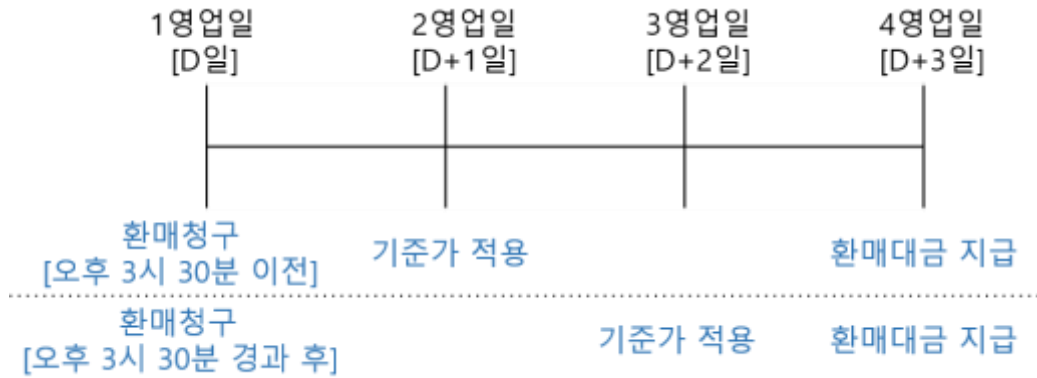 1영업일 2영업일 3영업일 4영업일
[D일] [D+1일] [D+2일] [D+3일]
환매청구
[오후 3시 30분 이전] 기준가 적용 환매대금 지급
환매청구
[오후 3시 30분 경과 후] 기준가 적용 환매대금 지급